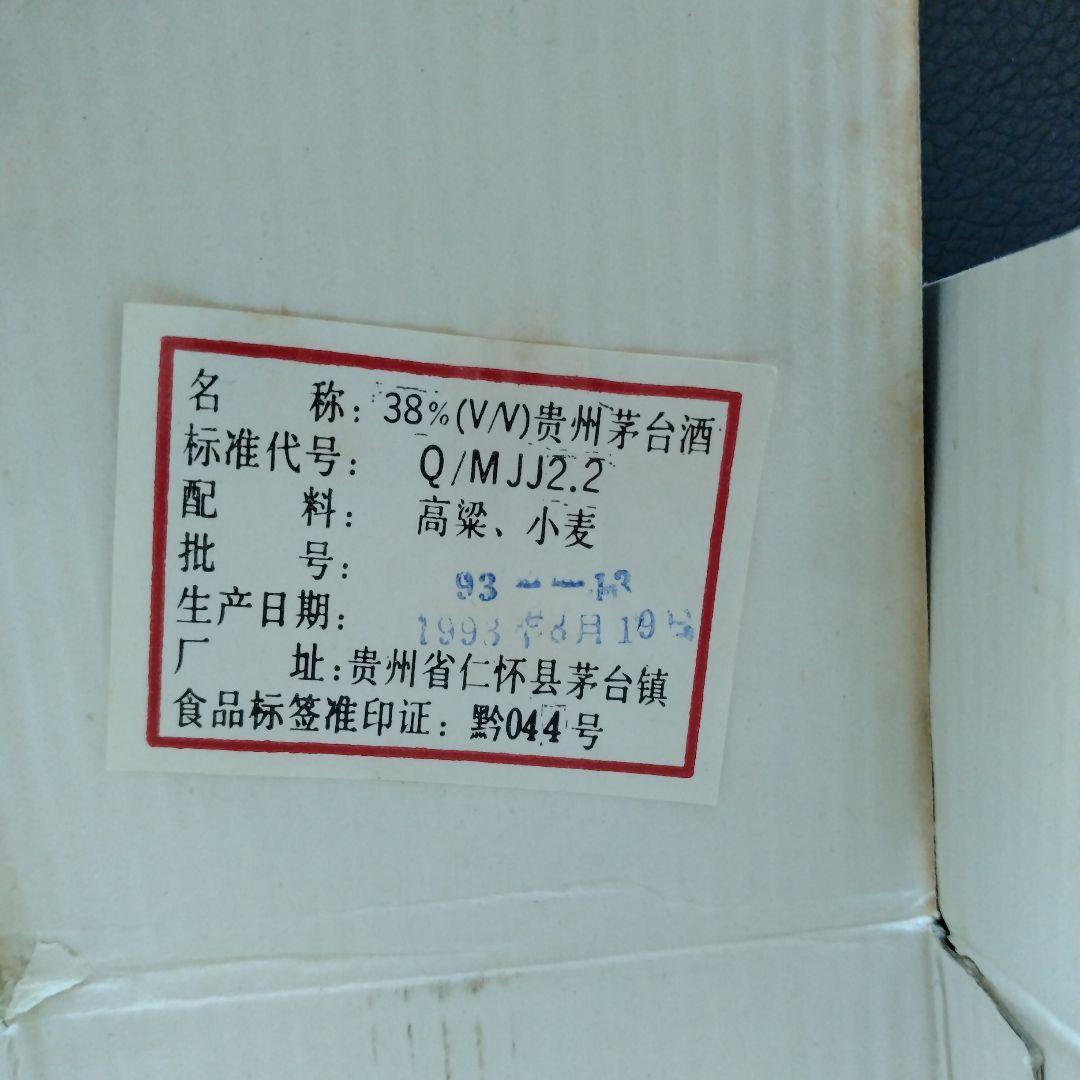 名 称：38%(V/V)贵州茅台酒
标准代号： Q/MJJ2.2
配 料： 高粱、小麦
批 号： 93
生产日期： 1993年8月19号
厂 址：贵州省仁怀县茅台镇
食品标签准印证：黔044号